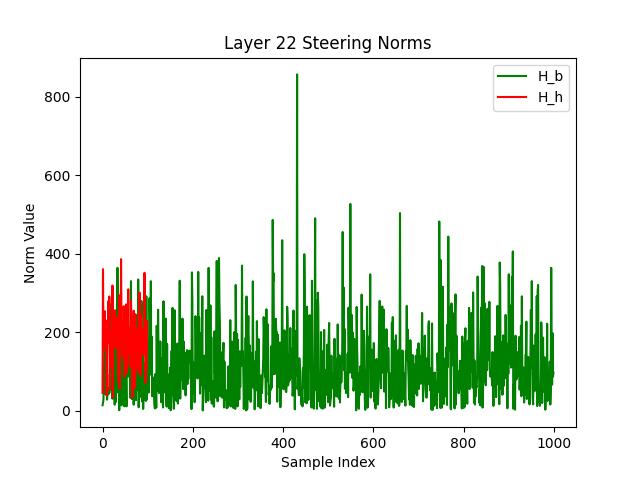 Layer 22 Steering Norms
H_b
H_h
Norm Value
800
600
400
200
0
0 200 400 600 800 1000
Sample Index